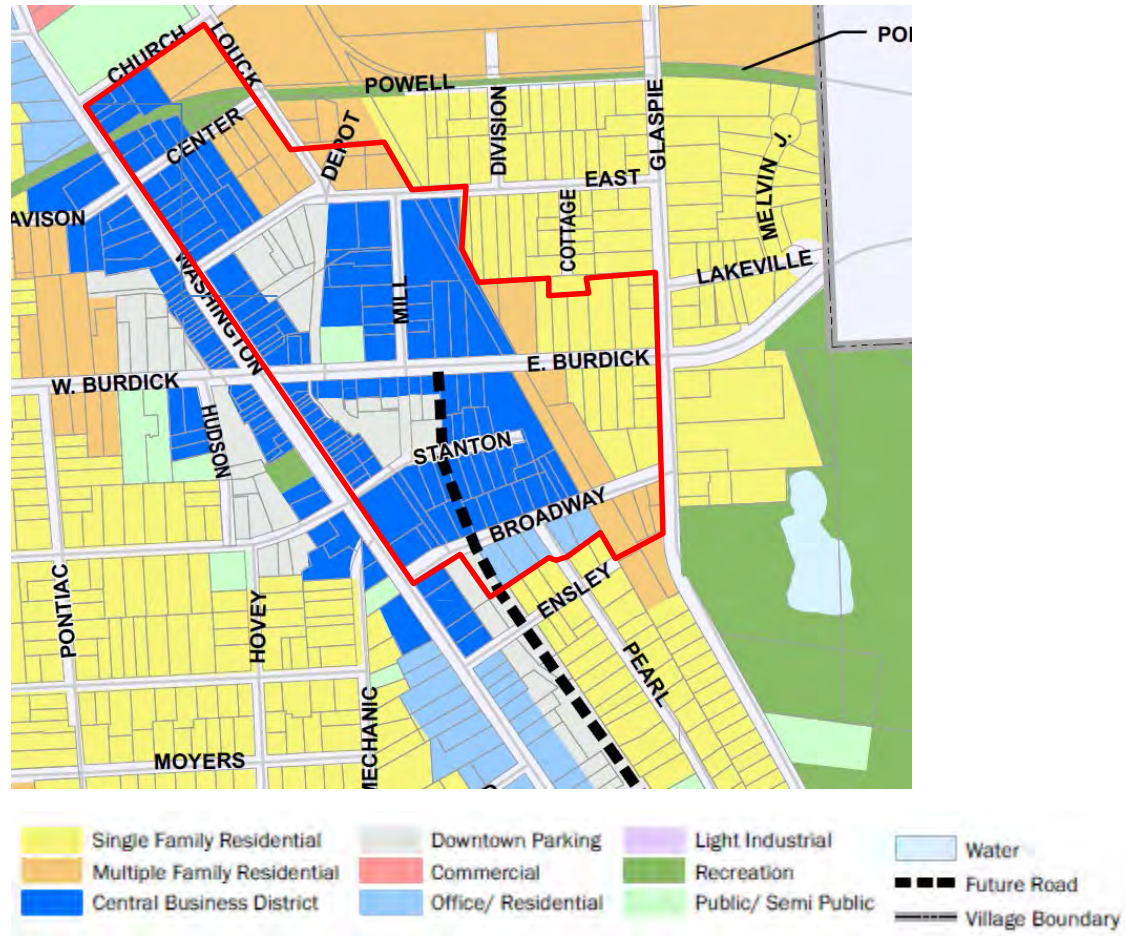 CHURCH
LOUCK
POWELL
CENTER
DEPOT
DIVISION
GLASPIE
EAST
MELVIN J.
COTTAGE
LAKEVILLE
WASHINGTON
MILL
W. BURDICK
E. BURDICK
HUDSON
STANTON
BROADWAY
ENSLEY
PEARL
PONTIAC
HOVEY
MECHANIC
MOYERS
Single Family Residential
Multiple Family Residential
Central Business District
Downtown Parking
Commercial
Office/ Residential
Light Industrial
Recreation
Public/ Semi Public
Water
Future Road
Village Boundary